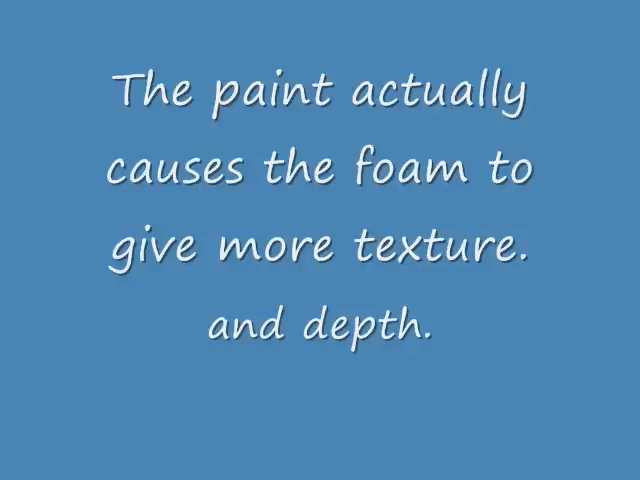 The paint actually
causes the foam to
give more texture.
and depth.